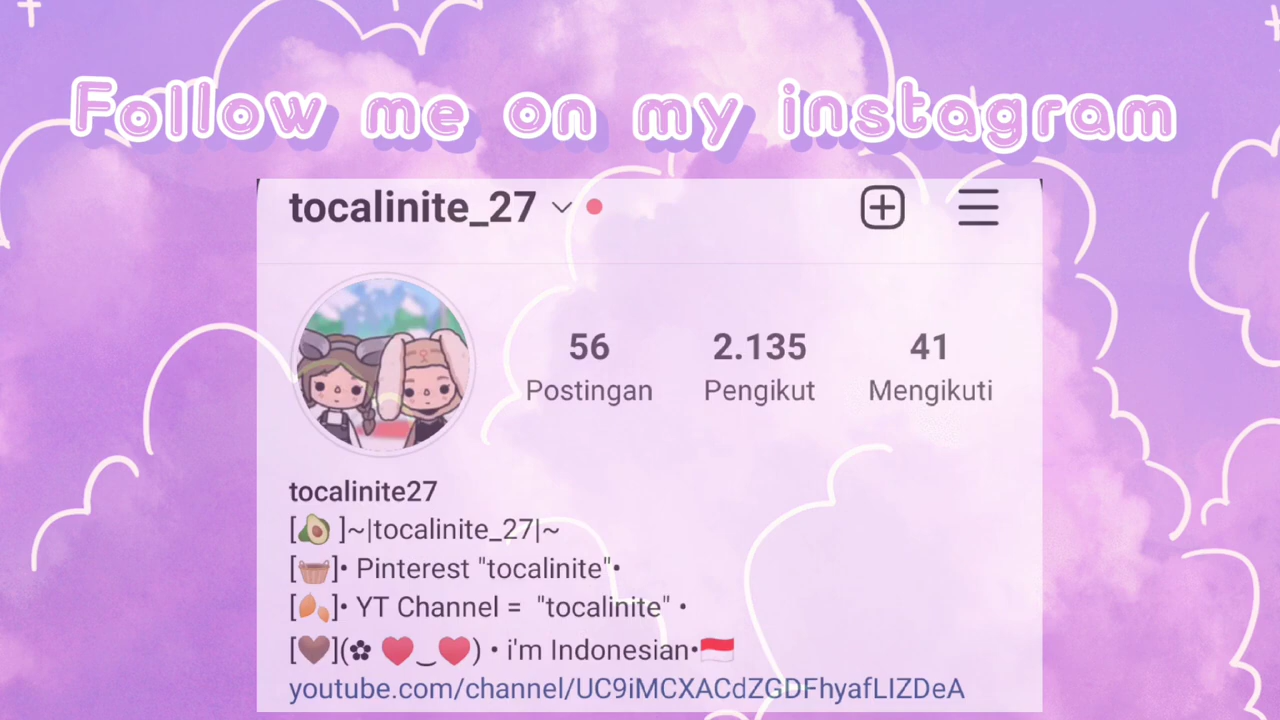 Follow me on my instagram
tocalinite_27
56 2.135 41
Postingan Pengikut Mengikuti
tocalinite27
[🥑 ]~|tocalinite_27|~
[🧺]• Pinterest "tocalinite"•
[🍂]• YT Channel = "tocalinite" •
[🤎](✿ ♥‿♥) • i'm Indonesian•🇮🇩
youtube.com/channel/UC9iMCXACdZGDFhyafLIZDeA